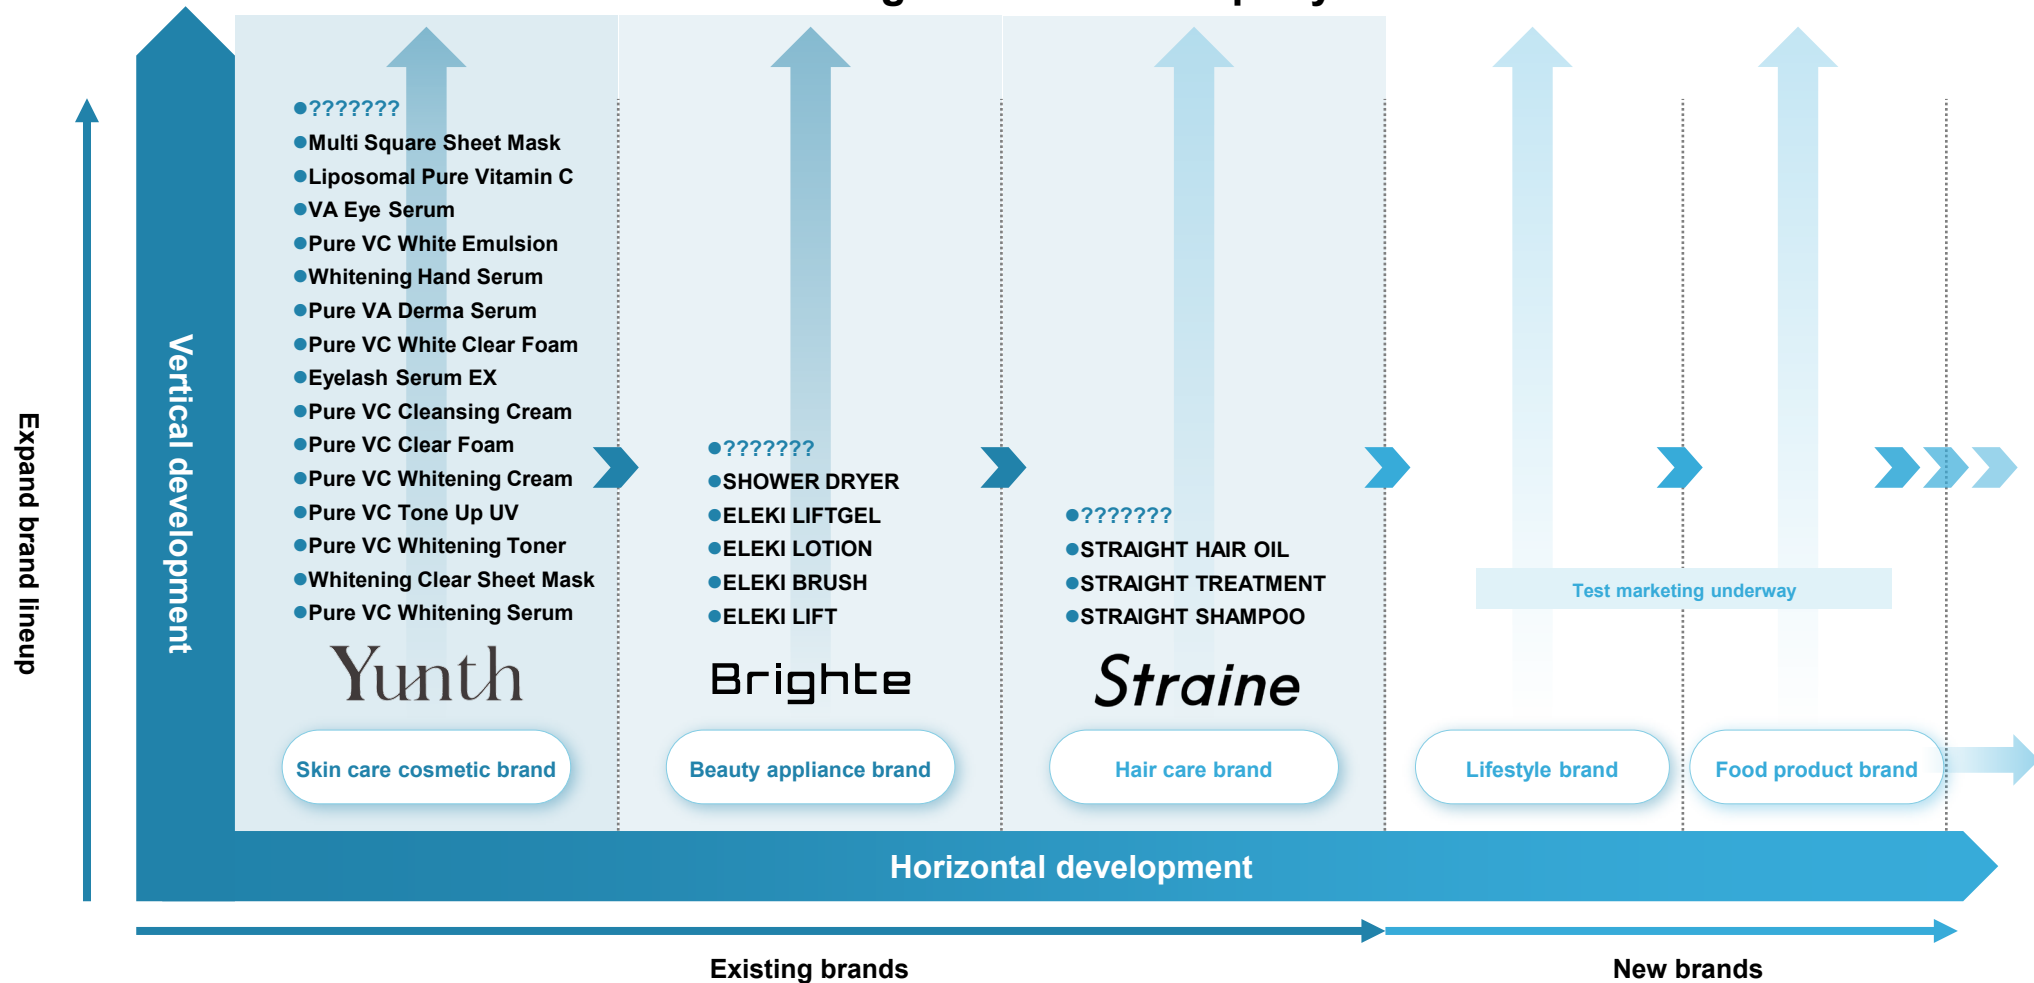 ●???????
●Multi Square Sheet Mask
●Liposomal Pure Vitamin C
●VA Eye Serum
●Pure VC White Emulsion
●Whitening Hand Serum
●Pure VA Derma Serum
●Pure VC White Clear Foam
●Eyelash Serum EX
●Pure VC Cleansing Cream
●Pure VC Clear Foam
●Pure VC Whitening Cream
●Pure VC Tone Up UV
●Pure VC Whitening Toner
●Whitening Clear Sheet Mask
●Pure VC Whitening Serum
Yunth
Skin care cosmetic brand
●???????
●SHOWER DRYER
●ELEKI LIFTGEL
●ELEKI LOTION
●ELEKI BRUSH
●ELEKI LIFT
Brighte
Beauty appliance brand
●???????
●STRAIGHT HAIR OIL
●STRAIGHT TREATMENT
●STRAIGHT SHAMPOO
Straine
Hair care brand
Test marketing underway
Lifestyle brand
Food product brand
Vertical development
Expand brand lineup
Horizontal development
Existing brands
New brands